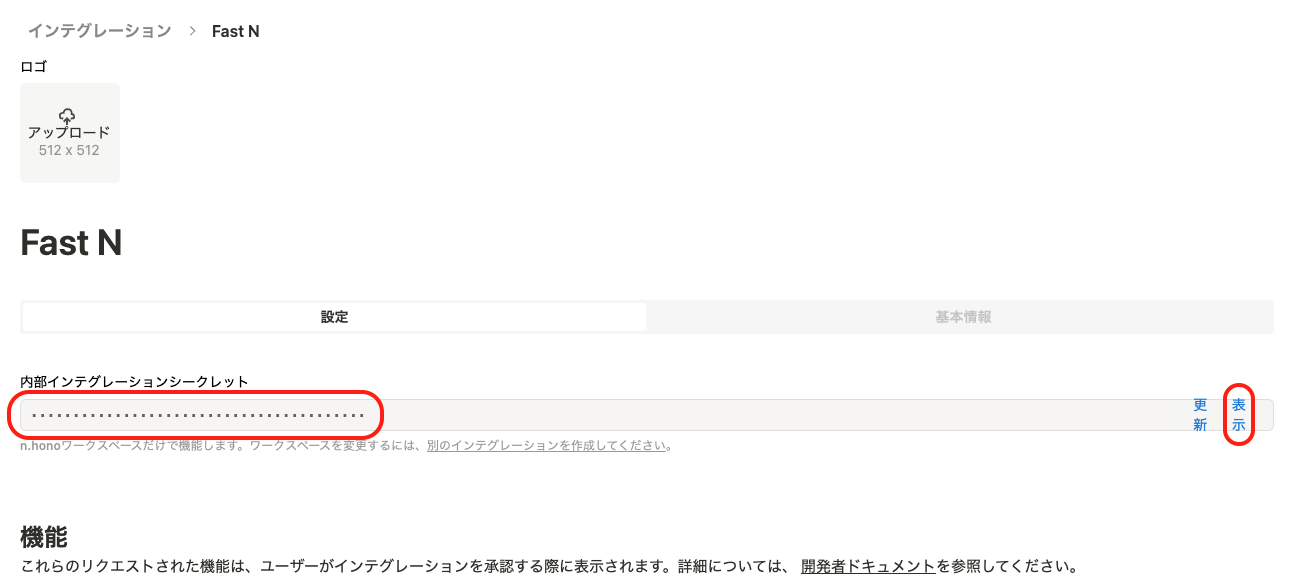 インテグレーション > Fast N
ロゴ
アップロード
512 x 512
Fast N
設定 基本情報
内部インテグレーションシークレット
•••••••••••••••••••••••••••••••••••••••• 更新 表示
n.honoワークスペースだけで機能します。ワークスペースを変更するには、別のインテグレーションを作成してください。
機能
これらのリクエストされた機能は、ユーザーがインテグレーションを承認する際に表示されます。詳細については、 開発者ドキュメントを参照してください。